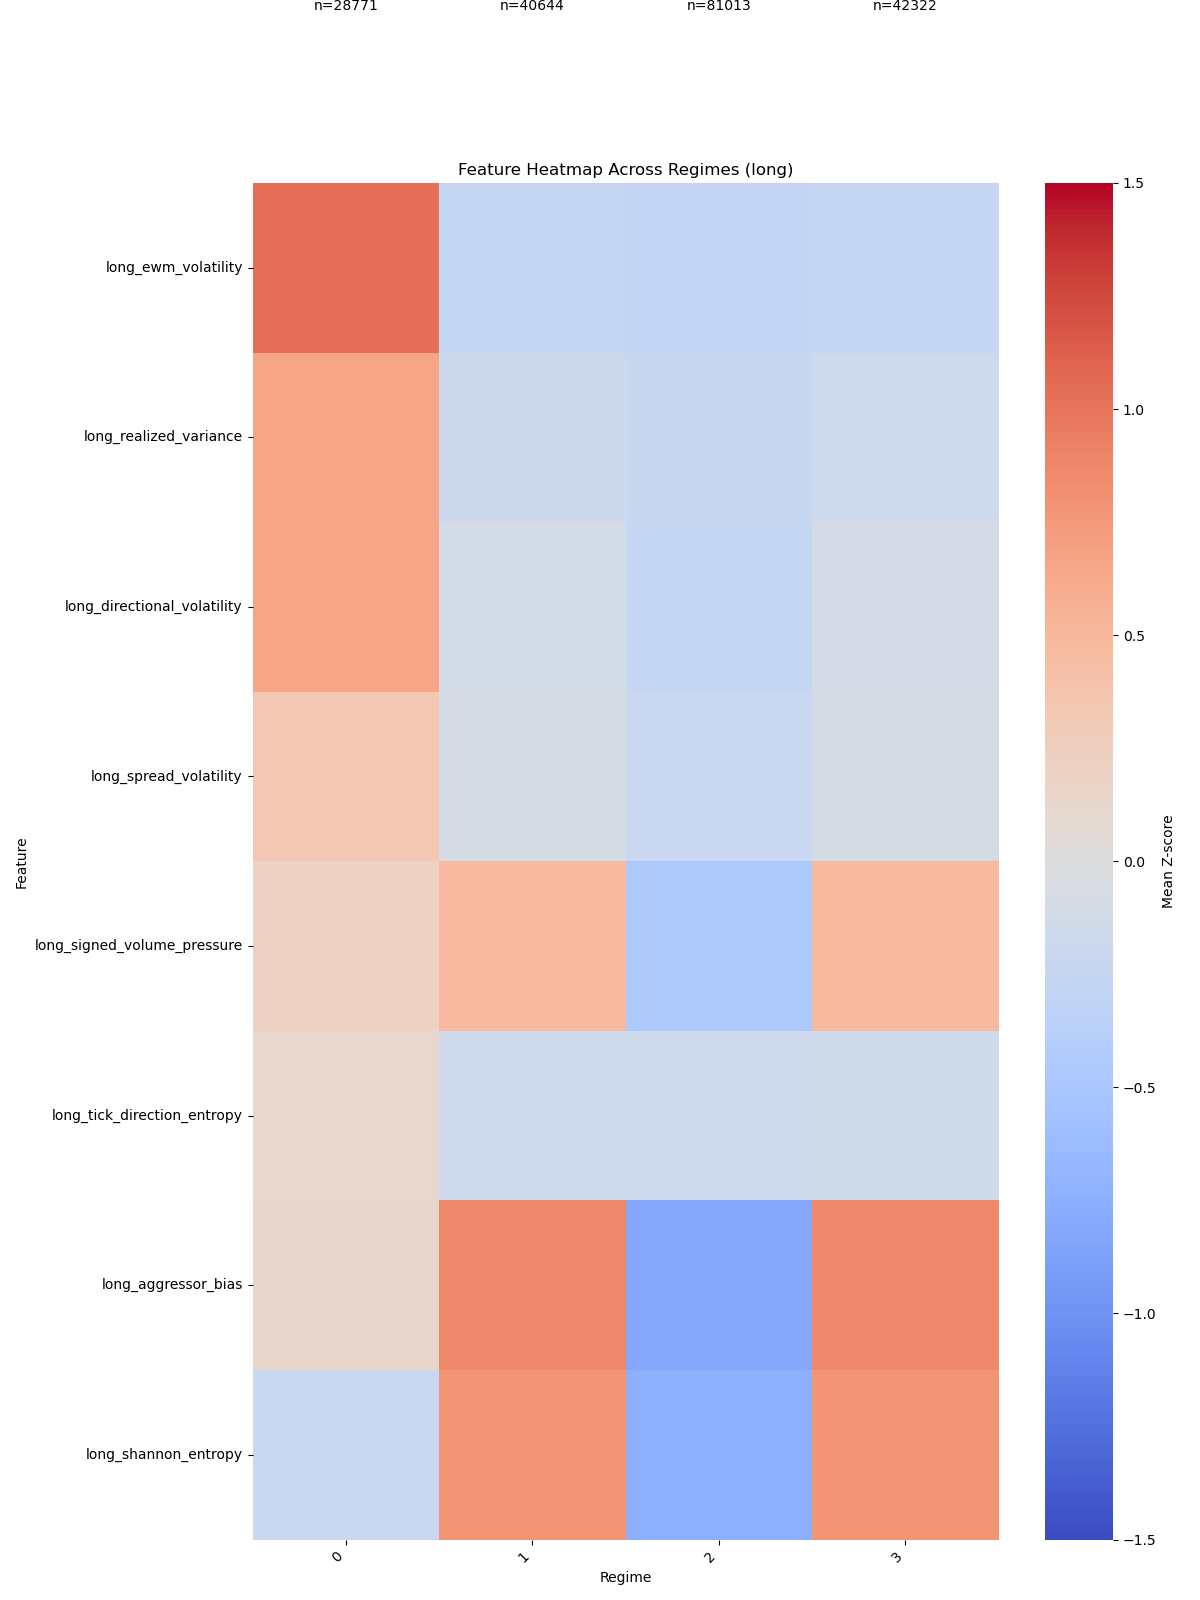 n=28771 n=40644 n=81013 n=42322
Feature Heatmap Across Regimes (long)
long_ewm_volatility
long_realized_variance
long_directional_volatility
long_spread_volatility
long_signed_volume_pressure
long_tick_direction_entropy
long_aggressor_bias
long_shannon_entropy
Feature
0 1 2 3
Regime
1.5
1.0
0.5
0.0
−0.5
−1.0
−1.5
Mean Z-score